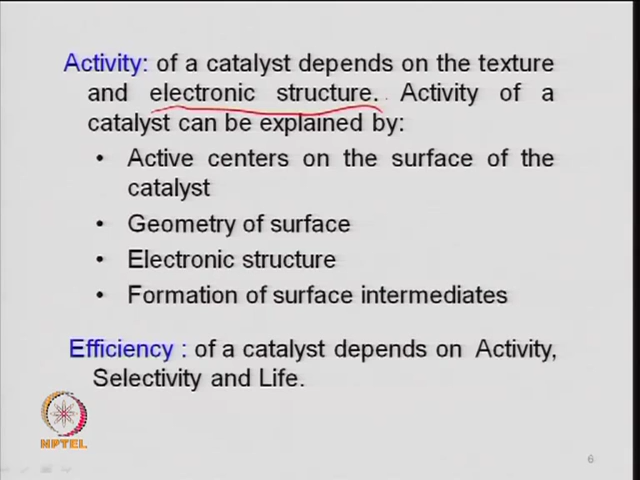 Activity: of a catalyst depends on the texture
and electronic structure. Activity of a
catalyst can be explained by:
• Active centers on the surface of the
catalyst
• Geometry of surface
• Electronic structure
• Formation of surface intermediates
Efficiency : of a catalyst depends on Activity,
Selectivity and Life.
NPTEL
6